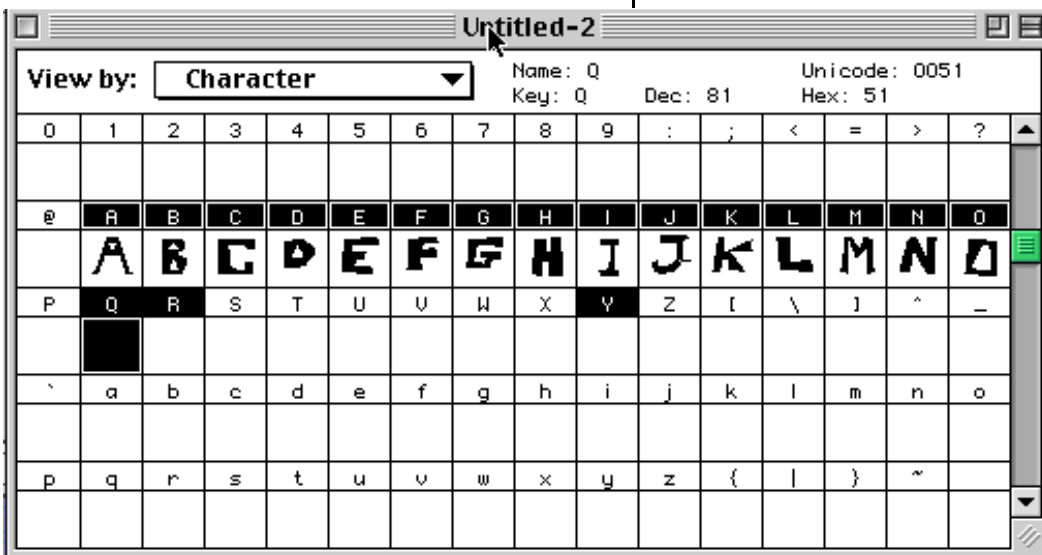 Untitled-2
View by: Character
Name: Q Unicode: 0051
Key: Q Dec: 81 Hex: 51
0 1 2 3 4 5 6 7 8 9 : ; < = > ?
@ A B C D E F G H I J K L M N O
A B C D E F G H I J K L M N O
P Q R S T U V W X Y Z [ \ ] ^ _
` a b c d e f g h i j k l m n o
p q r s t u v w x y z { | } ~